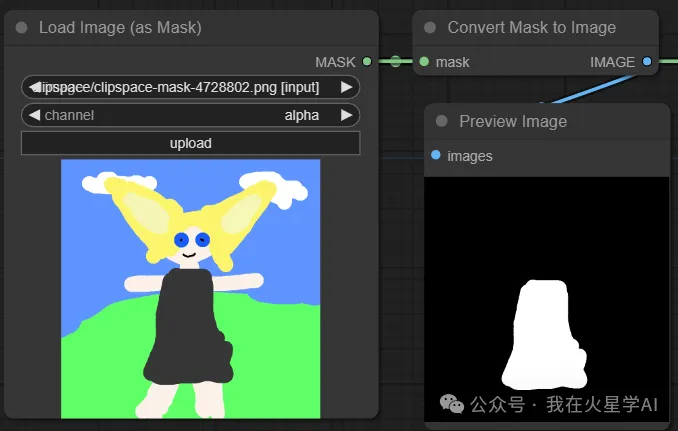 Load Image (as Mask)
MASK
clipspace/clipspace-mask-4728802.png [input]
channel alpha
upload
Convert Mask to Image
mask IMAGE
Preview Image
images
公众号 · 我在火星学AI